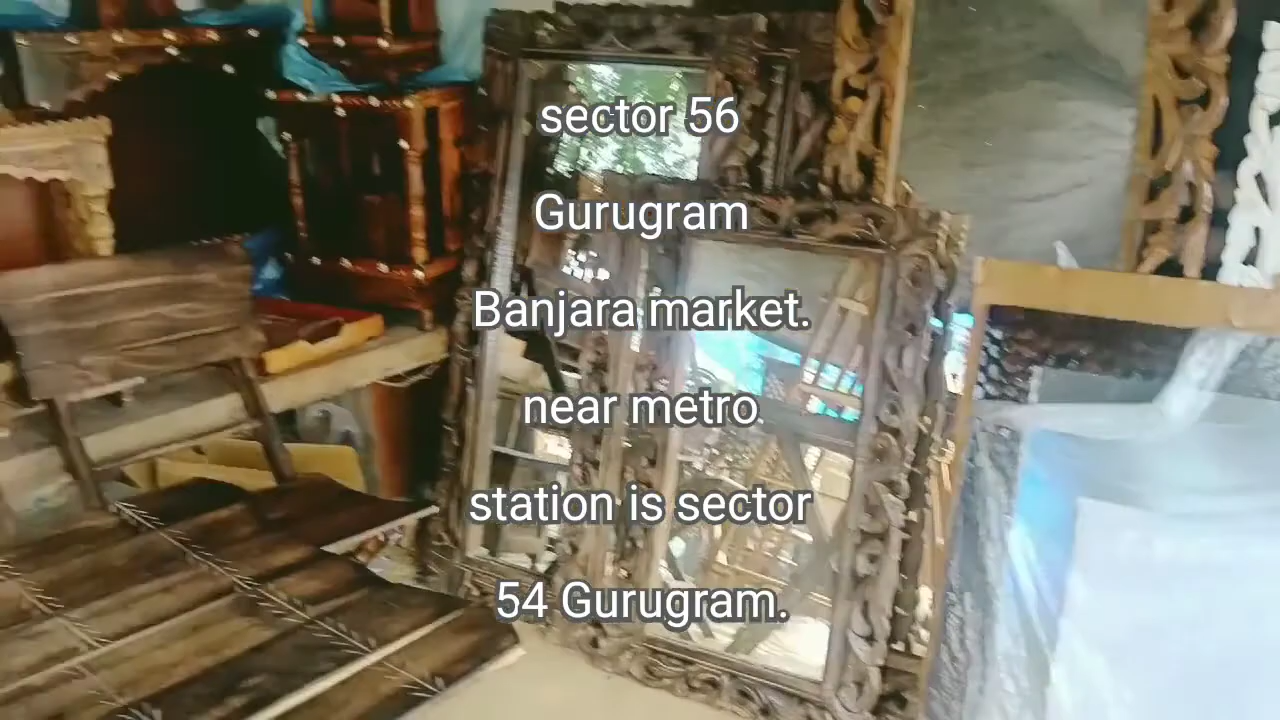 sector 56
Gurugram
Banjara market.
near metro
station is sector
54 Gurugram.